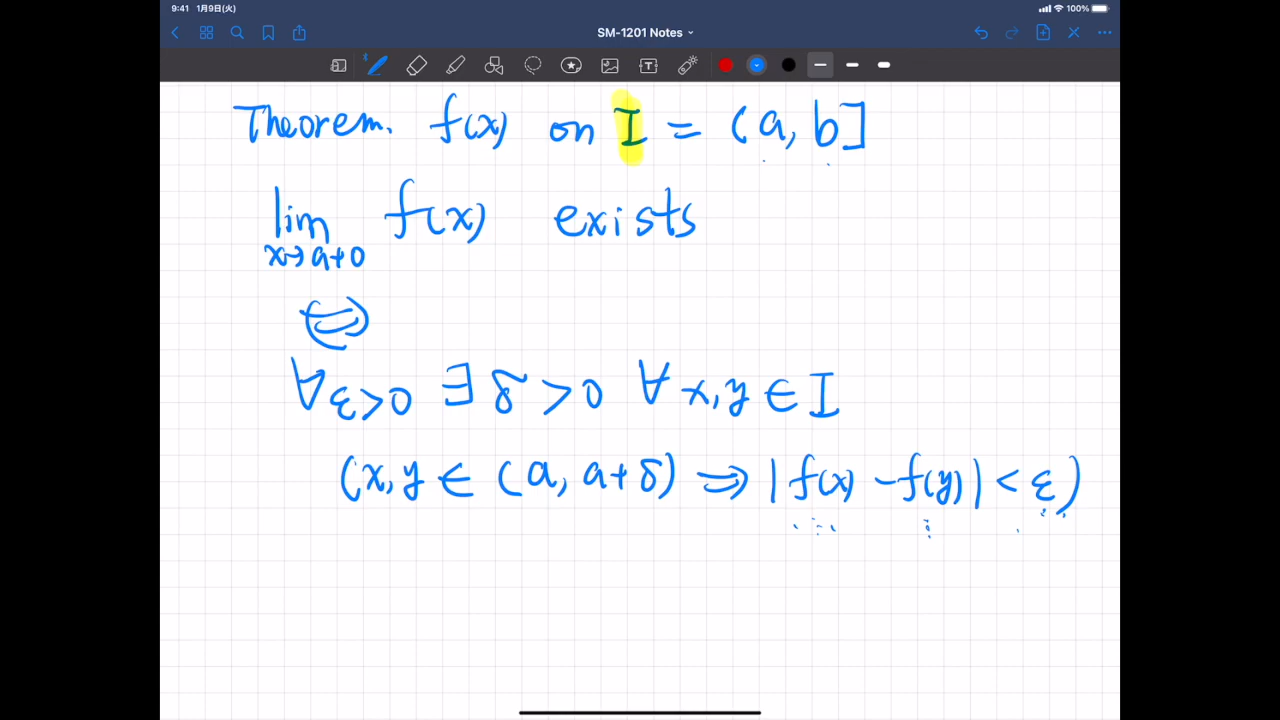 9:41 1月9日(火) 100%
SM-1201 Notes
Theorem. f(x) on I = (a, b]
lim f(x) exists
x→a+0
⇔
∀ε>0 ∃δ>0 ∀x,y∈I
(x,y∈(a, a+δ) ⇒ |f(x) - f(y)| < ε)